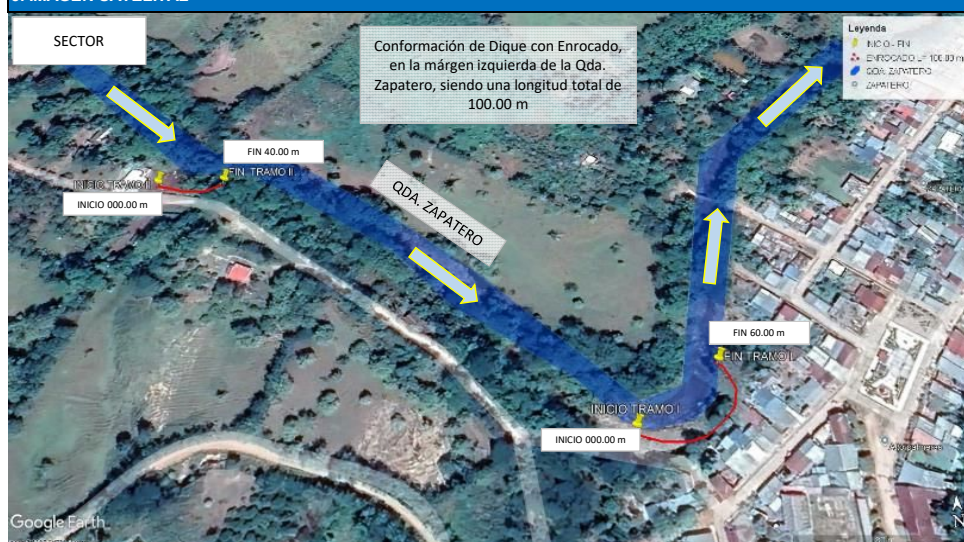 SECTOR
Conformación de Dique con Enrocado,
en la márgen izquierda de la Qda.
Zapatero, siendo una longitud total de
100.00 m
Leyenda
INICIO - FIN
ENROCADO L= 100.00 m
QDA. ZAPATERO
ZAPATERO
FIN 40.00 m
INICIO TRAMO II
FIN TRAMO II
INICIO 000.00 m
QDA. ZAPATERO
FIN 60.00 m
FIN TRAMO I
INICIO TRAMO I
INICIO 000.00 m
Google Earth
N